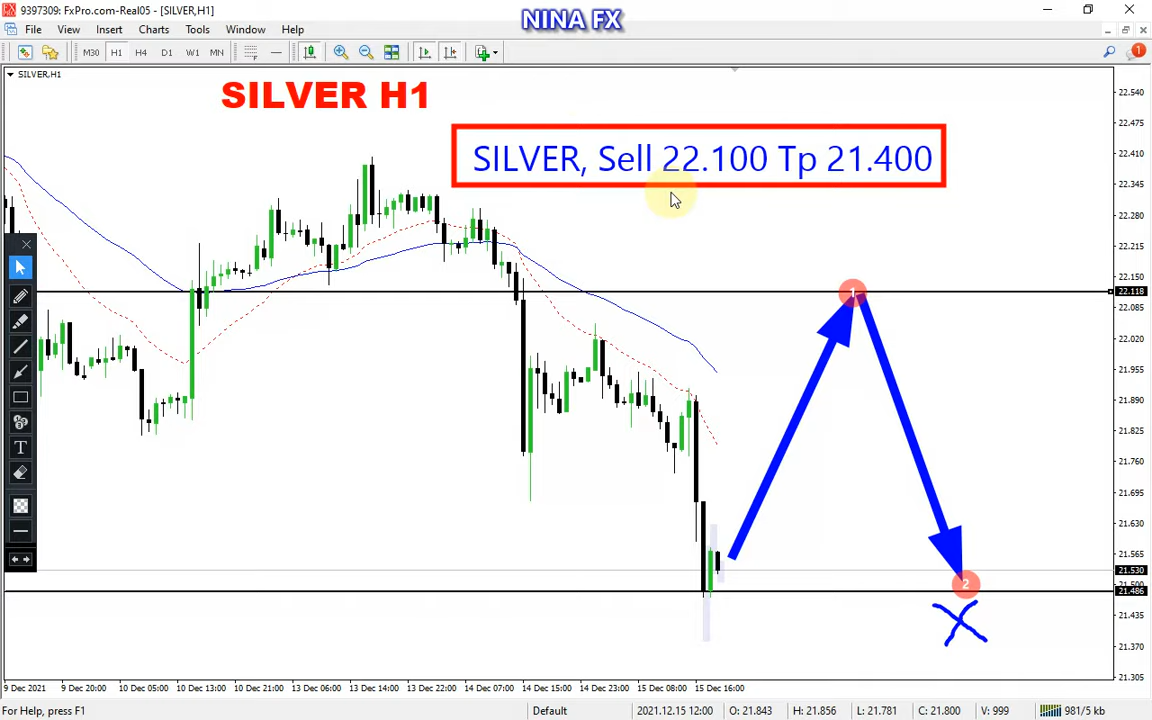 9397309: FxPro.com-Real05 - [SILVER,H1]
NINA FX
File View Insert Charts Tools Window Help
M30 H1 H4 D1 W1 MN
1
SILVER,H1
SILVER H1
SILVER, Sell 22.100 Tp 21.400
22.540
22.475
22.410
22.345
22.280
22.215
22.150
22.118
22.085
22.020
21.955
21.890
21.825
21.760
21.695
21.630
21.565
21.530
21.500
21.486
21.435
21.370
21.305
1
2
T
9 Dec 2021 9 Dec 20:00 10 Dec 05:00 10 Dec 13:00 10 Dec 21:00 13 Dec 06:00 13 Dec 14:00 13 Dec 22:00 14 Dec 07:00 14 Dec 15:00 14 Dec 23:00 15 Dec 08:00 15 Dec 16:00
For Help, press F1 Default 2021.12.15 12:00 O: 21.843 H: 21.856 L: 21.781 C: 21.800 V: 999 981/5 kb